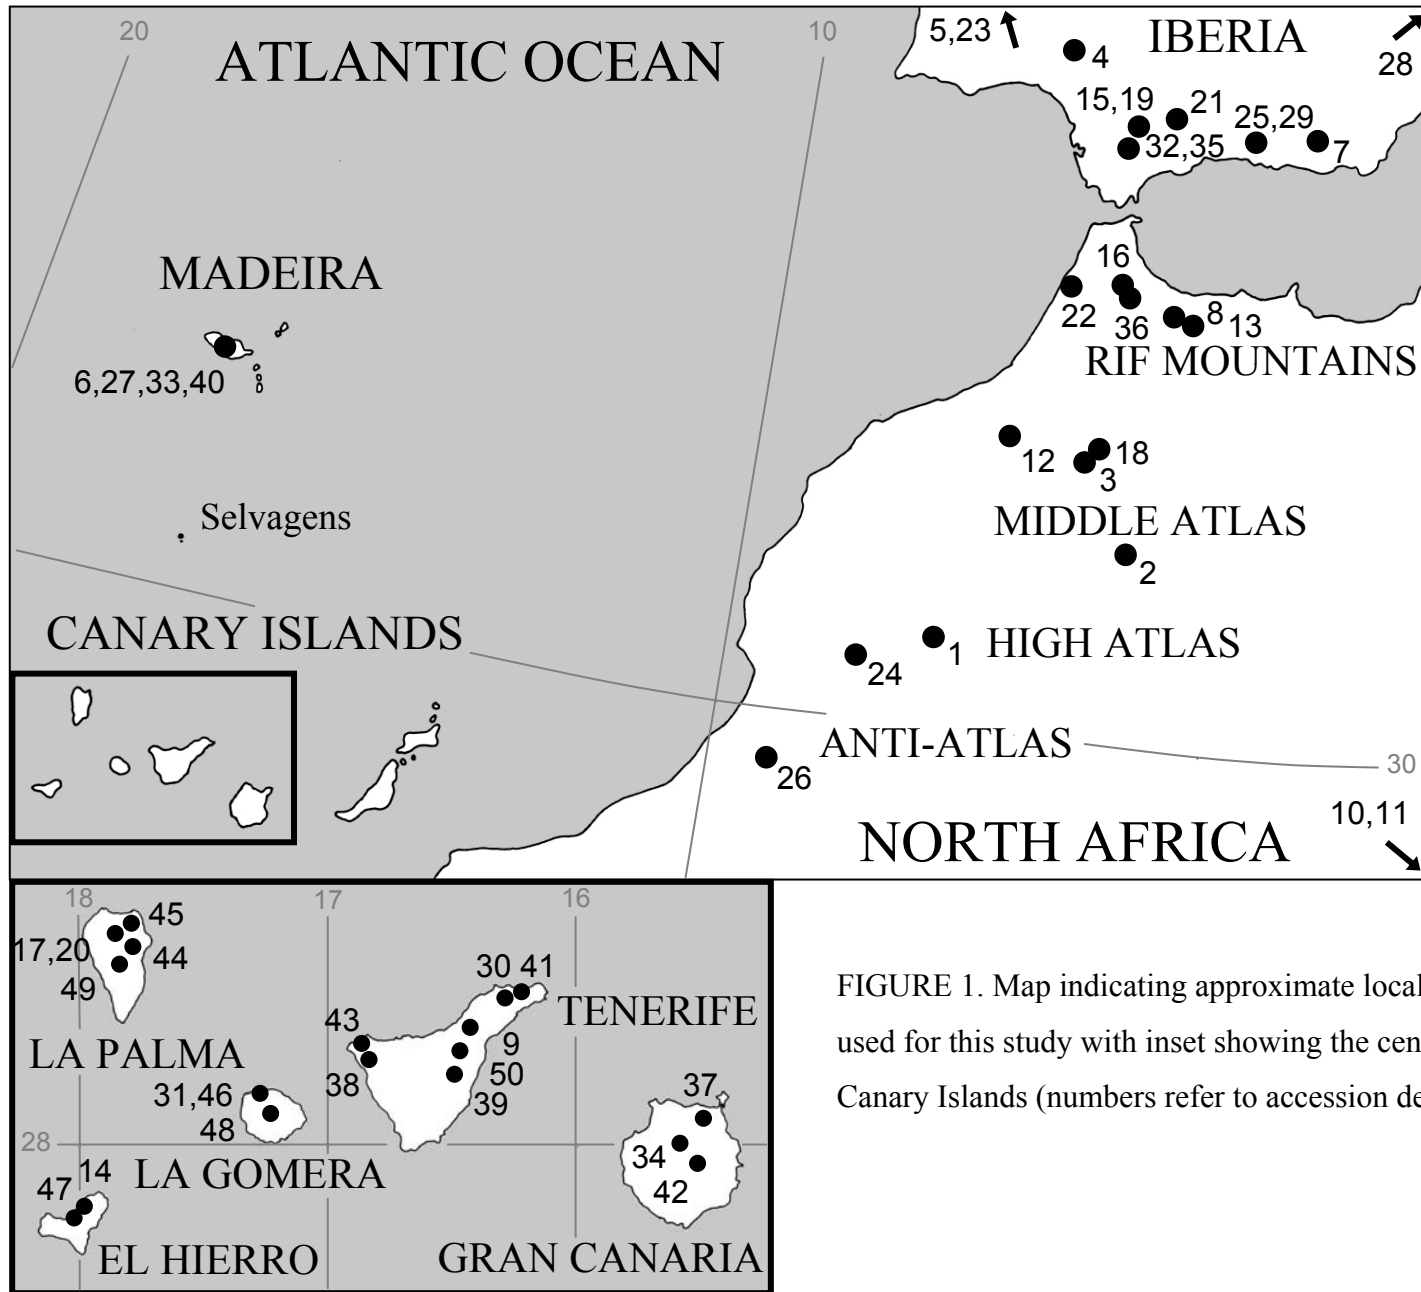 20
10
ATLANTIC OCEAN
5,23
4
IBERIA
28
15,19
21
25,29
32,35
7
MADEIRA
6,27,33,40
16
22
36
8
13
RIF MOUNTAINS
12
18
3
Selvagens
MIDDLE ATLAS
2
CANARY ISLANDS
1
HIGH ATLAS
24
ANTI-ATLAS
26
30
10,11
NORTH AFRICA
18
17
16
45
17,20
44
49
LA PALMA
30
41
TENERIFE
43
9
38
50
39
31,46
48
37
28
LA GOMERA
34
42
47
14
EL HIERRO
GRAN CANARIA
FIGURE 1. Map indicating approximate local
used for this study with inset showing the cen
Canary Islands (numbers refer to accession de